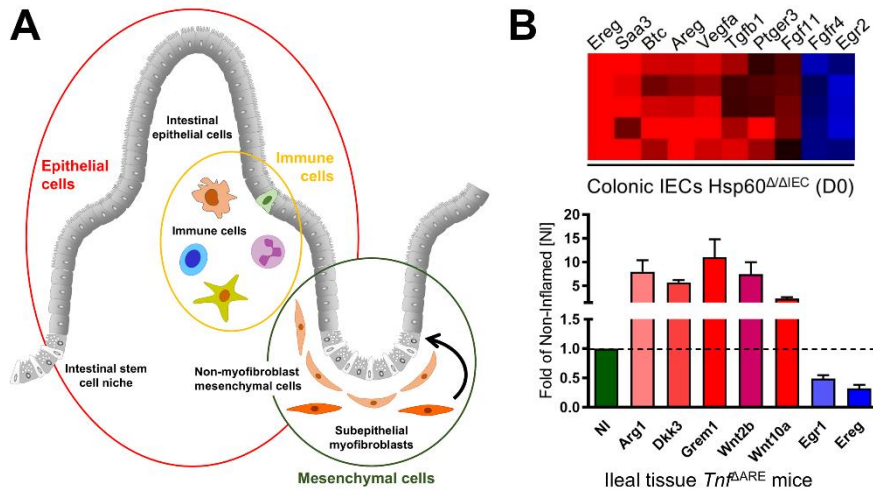 A
Intestinal
epithelial cells
Epithelial
cells
Immune
cells
Immune cells
Intestinal stem
cell niche
Non-myofibroblast
mesenchymal cells
Subepithelial
myofibroblasts
Mesenchymal cells
B
Ereg Saa3 Btc Areg Vegfa Tgfb1 Ptger3 Fgf11 Fgfr4 Egr2
Colonic IECs Hsp60Δ/ΔIEC (D0)
Fold of Non-Inflamed [NI]
20
15
10
5
1.0
0.5
0.0
NI Arg1 Dkk3 Grem1 Wnt2b Wnt10a Egr1 Ereg
Ileal tissue TnfΔARE mice